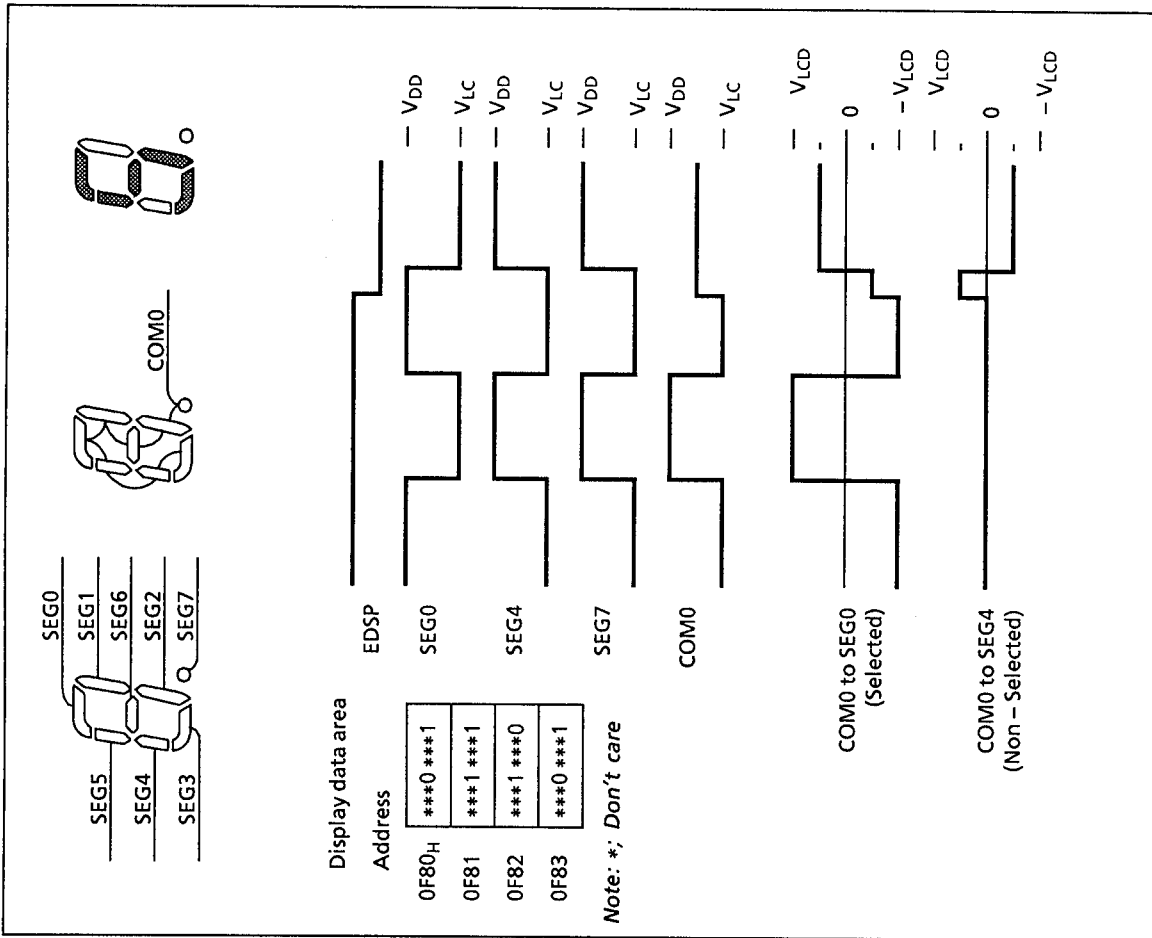 SEG0
SEG1
SEG6
SEG2
SEG7
SEG5
SEG4
SEG3
COM0
Display data area
Address
0F80H ***0 ***1
0F81 ***1 ***1
0F82 ***1 ***0
0F83 ***0 ***1
Note: *; Don't care
EDSP
SEG0
VDD
VLC
SEG4
VDD
VLC
SEG7
VDD
VLC
COM0
VDD
VLC
COM0 to SEG0
(Selected)
VLCD
0
– VLCD
COM0 to SEG4
(Non – Selected)
VLCD
0
– VLCD